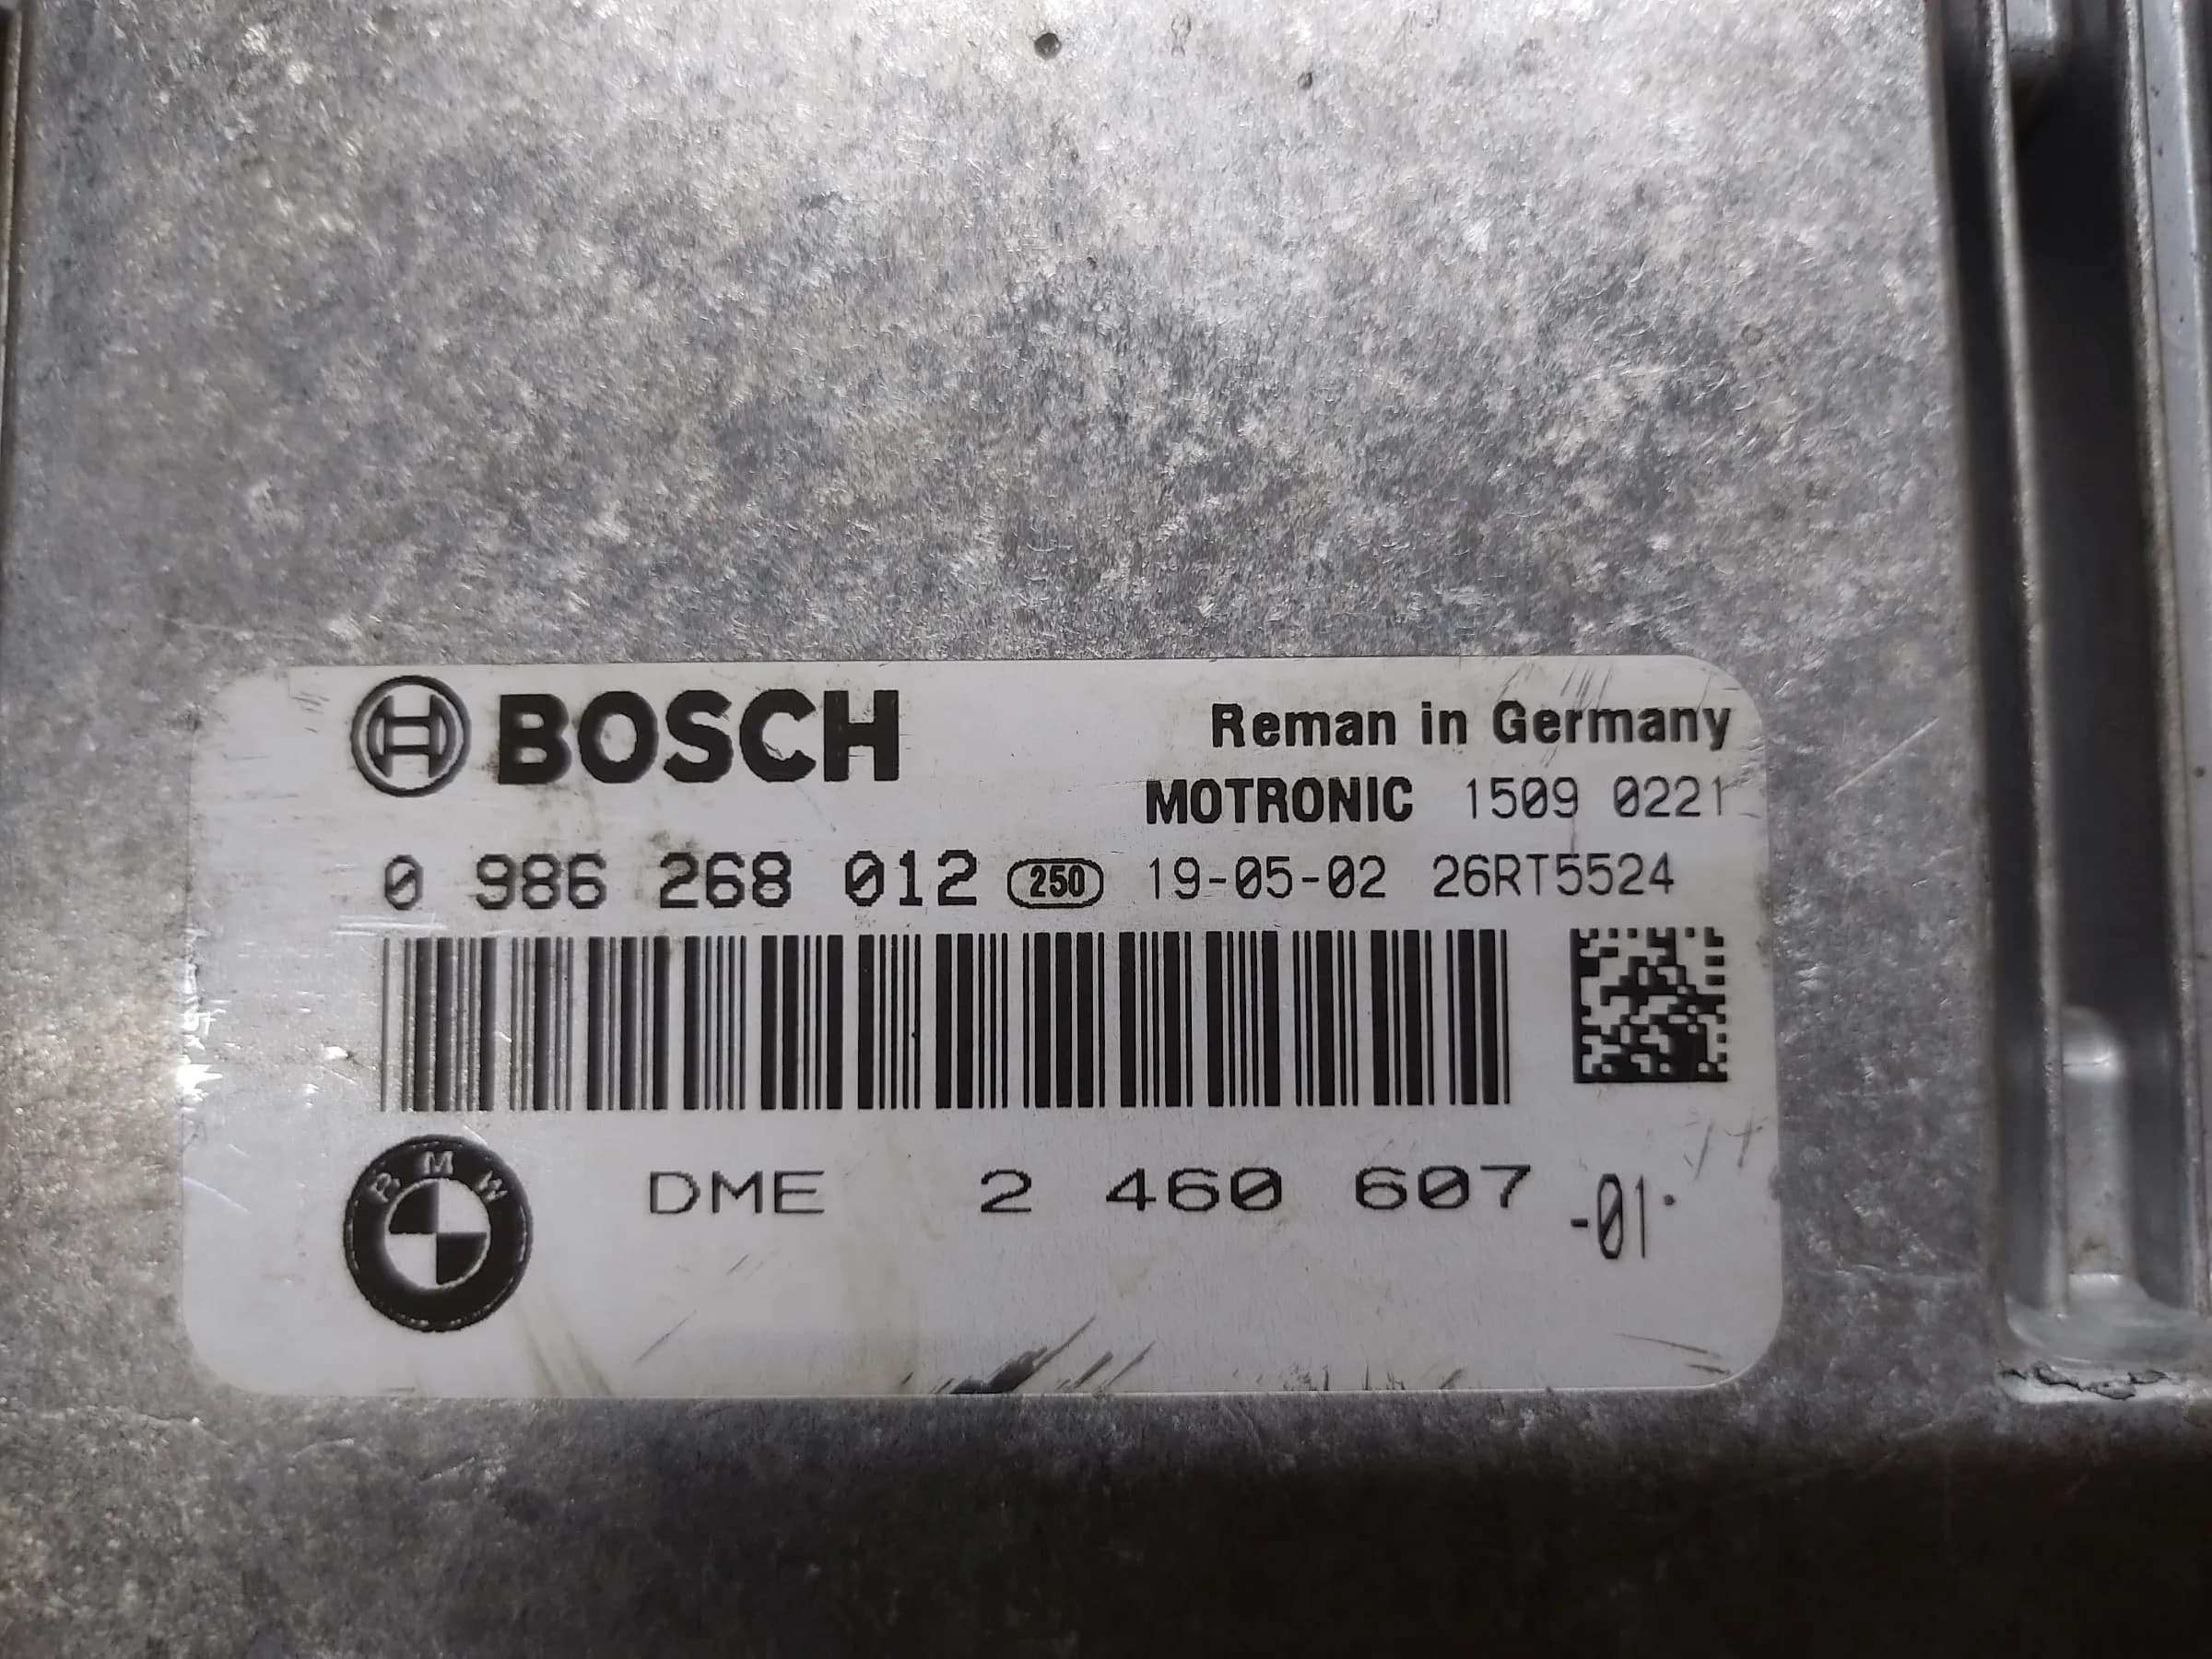 BOSCH
Reman in Germany
MOTRONIC 1509 0221
0 986 268 012 250 19-05-02 26RT5524
BMW
DME 2 460 607 -01